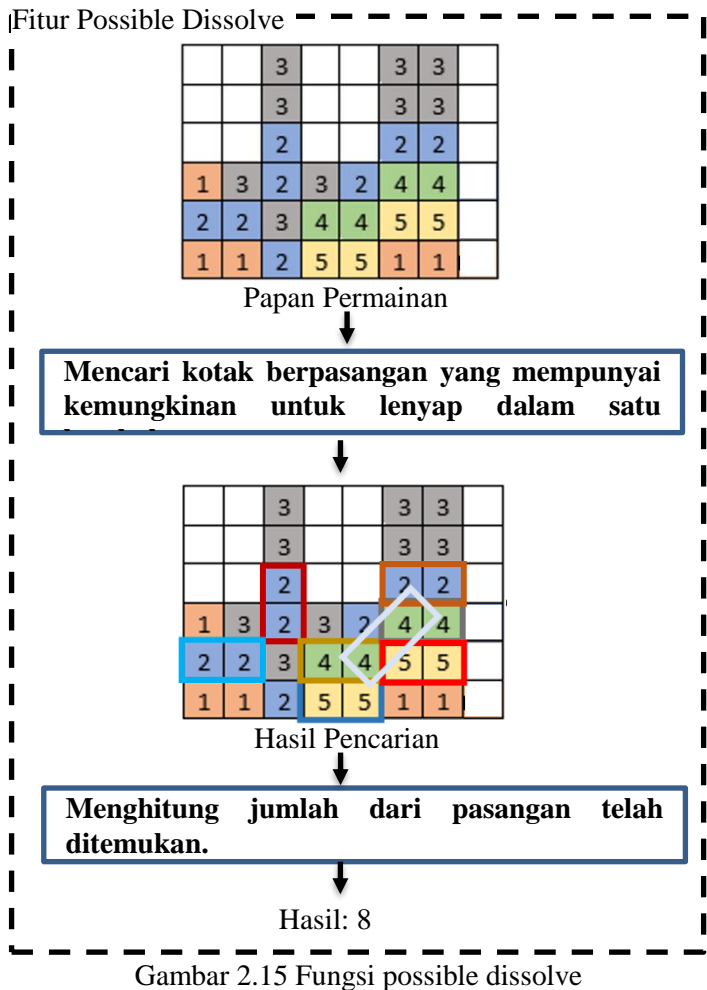 Fitur Possible Dissolve
3 3 3
3 3 3
2 2 2
1 3 2 3 2 4 4
2 2 3 4 4 5 5
1 1 2 5 5 1 1
Papan Permainan
Mencari kotak berpasangan yang mempunyai
kemungkinan untuk lenyap dalam satu
3 3 3
3 3 3
2 2 2
1 3 2 3 2 4 4
2 2 3 4 4 5 5
1 1 2 5 5 1 1
Hasil Pencarian
Menghitung jumlah dari pasangan telah
ditemukan.
Hasil: 8
Gambar 2.15 Fungsi possible dissolve